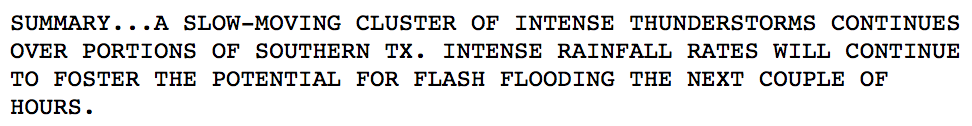 SUMMARY...A SLOW-MOVING CLUSTER OF INTENSE THUNDERSTORMS CONTINUES
OVER PORTIONS OF SOUTHERN TX. INTENSE RAINFALL RATES WILL CONTINUE
TO FOSTER THE POTENTIAL FOR FLASH FLOODING THE NEXT COUPLE OF
HOURS.